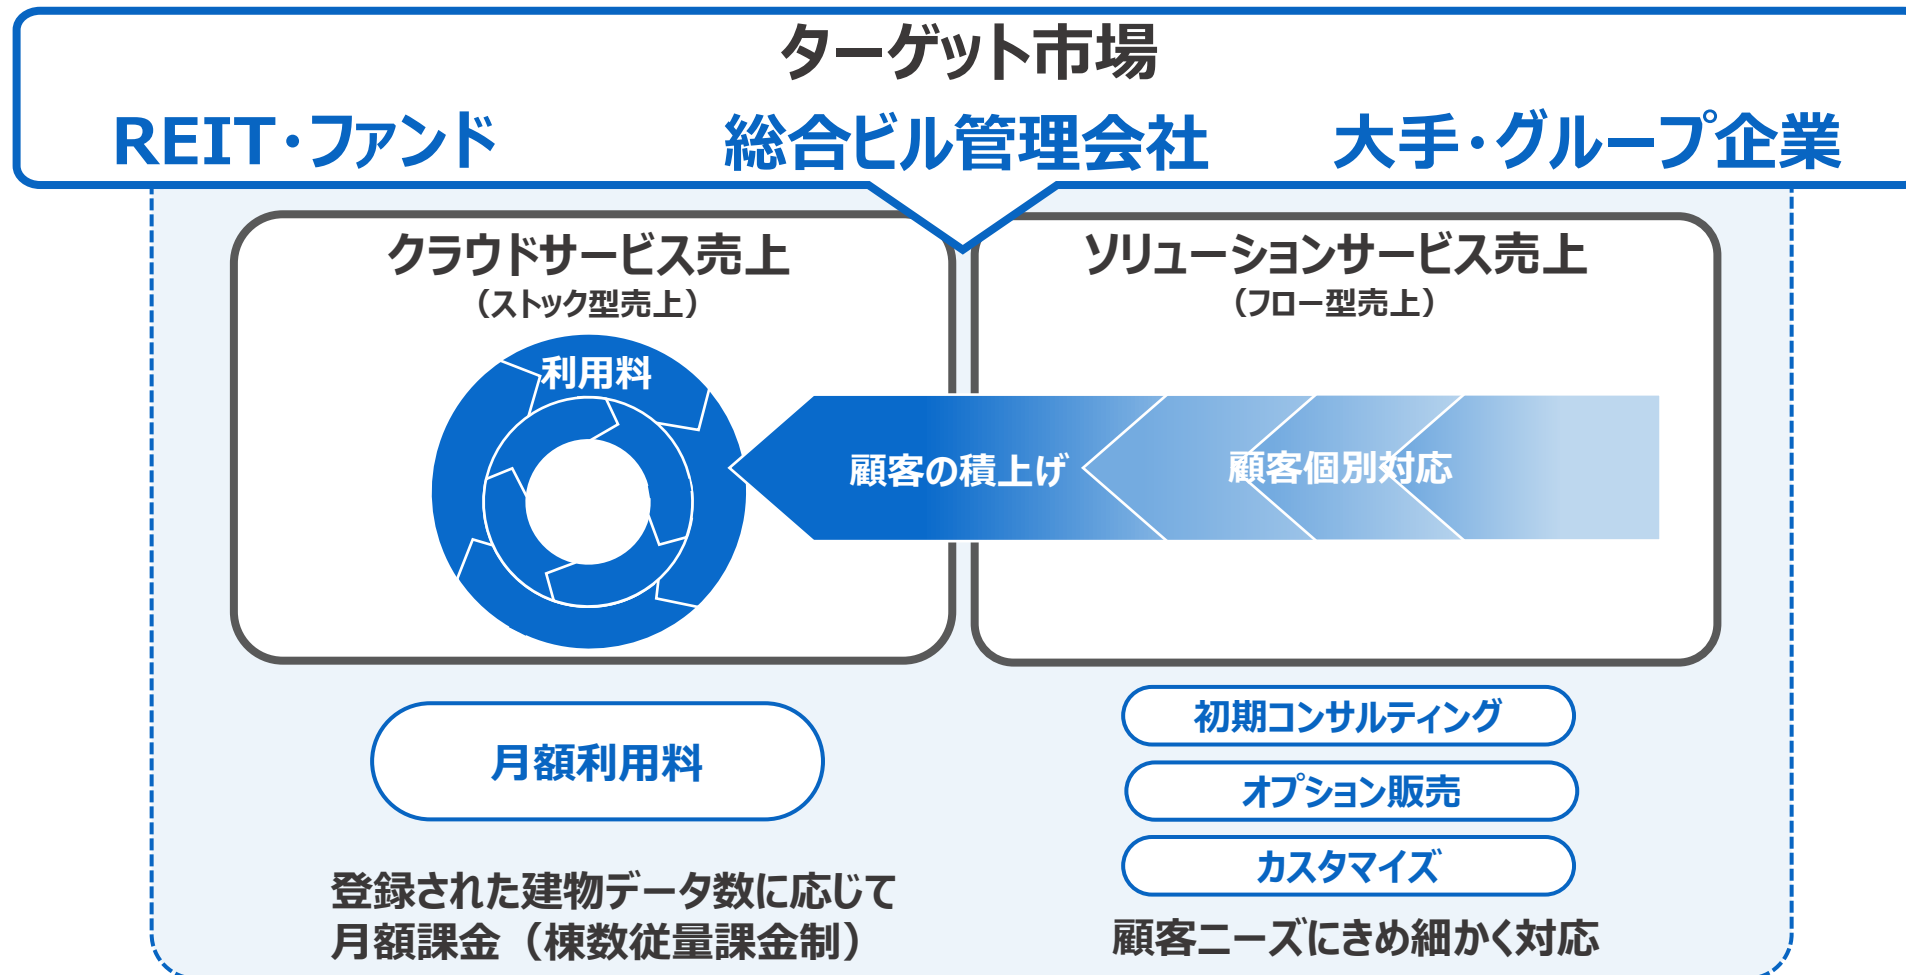 ターゲット市場
REIT・ファンド
総合ビル管理会社
大手・グループ企業
クラウドサービス売上
（ストック型売上）
利用料
ソリューションサービス売上
（フロー型売上）
顧客の積上げ
顧客個別対応
月額利用料
登録された建物データ数に応じて
月額課金（棟数従量課金制）
初期コンサルティング
オプション販売
カスタマイズ
顧客ニーズにきめ細かく対応